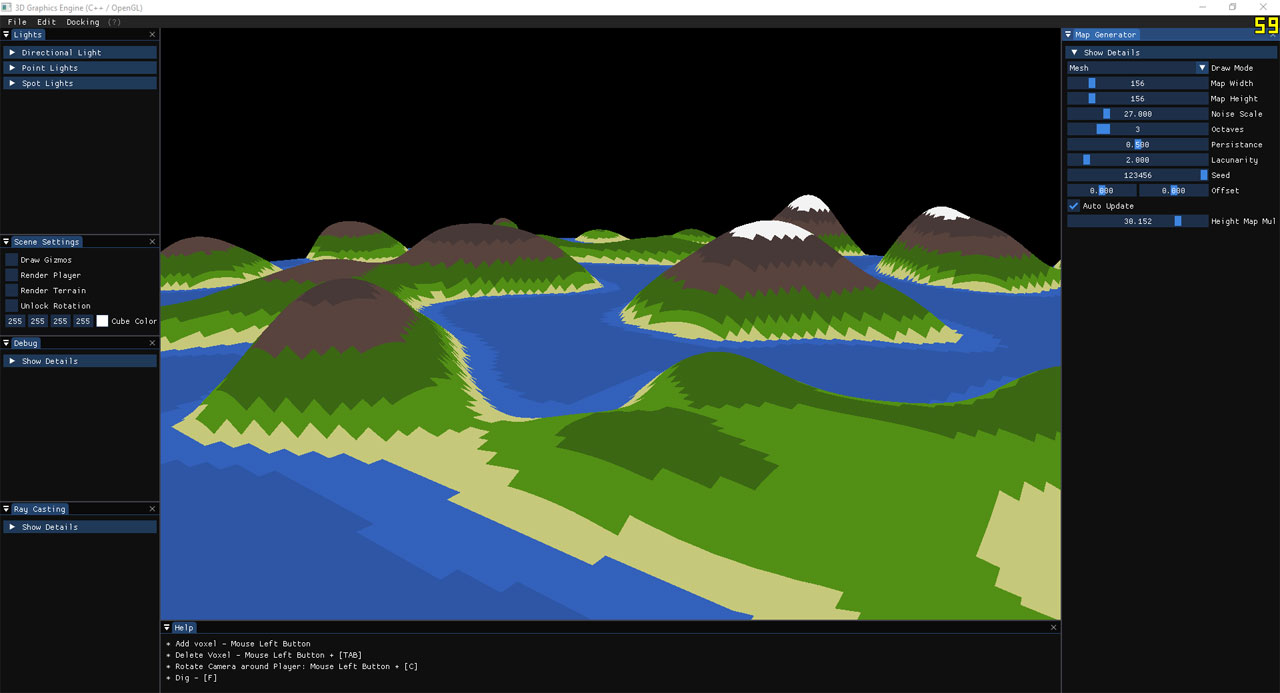 3D Graphics Engine (C++ / OpenGL)
File Edit Docking (?)
59
Lights
Directional Light
Point Lights
Spot Lights
Scene Settings
Draw Gizmos
Render Player
Render Terrain
Unlock Rotation
255 255 255 255 Cube Color
Debug
Show Details
Ray Casting
Show Details
Help
* Add voxel - Mouse Left Button
* Delete Voxel - Mouse Left Button + [TAB]
* Rotate Camera around Player: Mouse Left Button + [C]
* Dig - [F]
Map Generator
Show Details
Mesh Draw Mode
156 Map Width
156 Map Height
27.000 Noise Scale
3 Octaves
0.500 Persistance
2.000 Lacunarity
123456 Seed
0.000 0.000 Offset
Auto Update
30.152 Height Map Mul